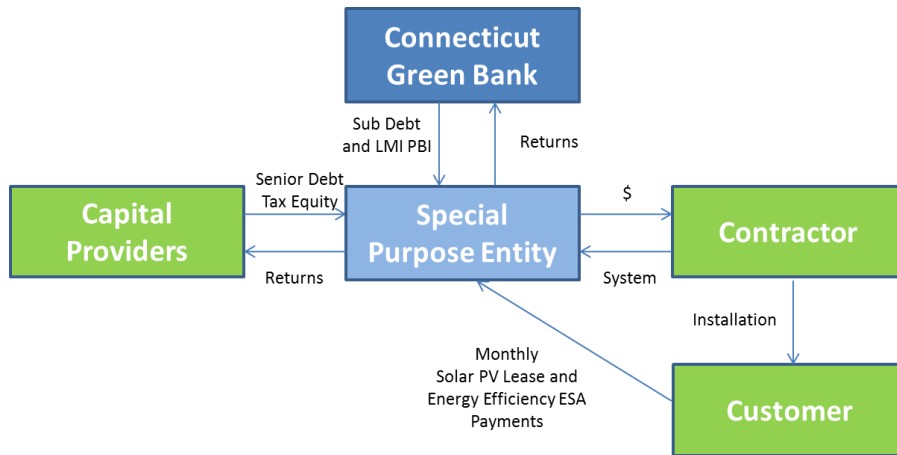 Connecticut
Green Bank
Sub Debt
and LMI PBI
Returns
Senior Debt
Tax Equity
$
Capital
Providers
Special
Purpose Entity
Contractor
Returns
System
Installation
Monthly
Solar PV Lease and
Energy Efficiency ESA
Payments
Customer